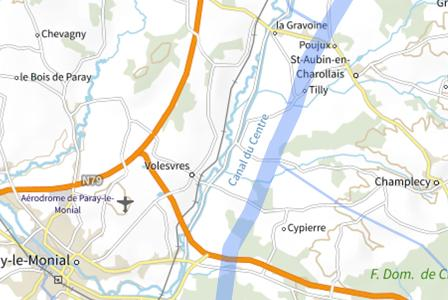 la Gravoine
Chevagny
Poujux
St-Aubin-en-
Charollais
le Bois de Paray
Tilly
Canal du Centre
Volesvres
N79
Champlecy
Aérodrome de Paray-le-
Monial
Cypierre
y-le-Monial
F. Dom. de C